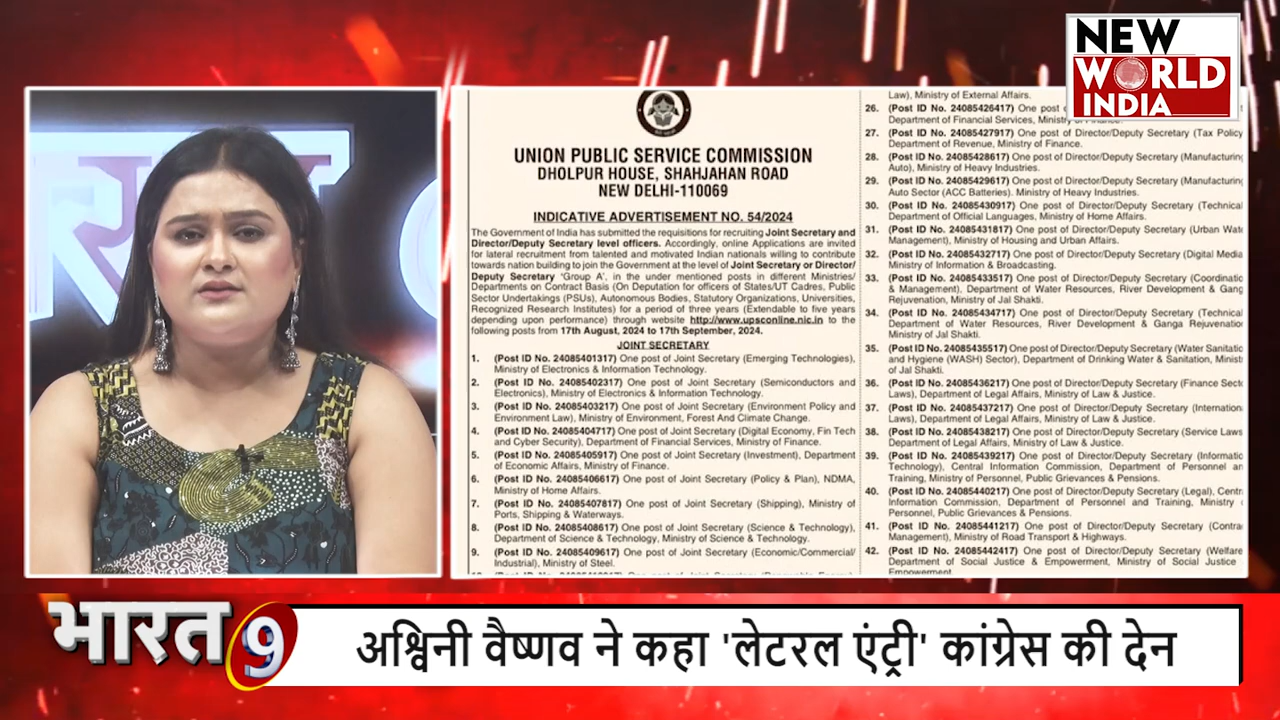 NEW
WORLD
INDIA
UNION PUBLIC SERVICE COMMISSION
DHOLPUR HOUSE, SHAHJAHAN ROAD
NEW DELHI-110069
INDICATIVE ADVERTISEMENT NO. 54/2024
The Government of India has submitted the requisitions for recruiting Joint Secretary and
Director/Deputy Secretary level officers. Accordingly, online Applications are invited
for lateral recruitment from talented and motivated Indian nationals willing to contribute
towards nation building to join the Government at the level of Joint Secretary or Director/
Deputy Secretary 'Group A', in the under mentioned posts in different Ministries/
Departments on Contract Basis (On Deputation for officers of States/UT Cadres, Public
Sector Undertakings (PSUs), Autonomous Bodies, Statutory Organizations, Universities,
Recognized Research Institutes) for a period of three years (Extendable to five years
depending upon performance) through website http://www.upsconline.nic.in to the
following posts from 17th August, 2024 to 17th September, 2024.
JOINT SECRETARY
1. (Post ID No. 24085401317) One post of Joint Secretary (Emerging Technologies),
Ministry of Electronics & Information Technology.
2. (Post ID No. 24085402317) One post of Joint Secretary (Semiconductors and
Electronics), Ministry of Electronics & Information Technology.
3. (Post ID No. 24085403217) One post of Joint Secretary (Environment Policy and
Environment Law), Ministry of Environment, Forest And Climate Change.
4. (Post ID No. 24085404717) One post of Joint Secretary (Digital Economy, Fin Tech
and Cyber Security), Department of Financial Services, Ministry of Finance.
5. (Post ID No. 24085405917) One post of Joint Secretary (Investment), Department
of Economic Affairs, Ministry of Finance.
6. (Post ID No. 24085406617) One post of Joint Secretary (Policy & Plan), NDMA,
Ministry of Home Affairs.
7. (Post ID No. 24085407817) One post of Joint Secretary (Shipping), Ministry of
Ports, Shipping & Waterways.
8. (Post ID No. 24085408617) One post of Joint Secretary (Science & Technology),
Department of Science & Technology, Ministry of Science & Technology.
9. (Post ID No. 24085409617) One post of Joint Secretary (Economic/Commercial/
Industrial), Ministry of Steel.
Law), Ministry of External Affairs.
26. (Post ID No. 24085426417) One post
Department of Financial Services, Ministry of Finance.
27. (Post ID No. 24085427917) One post of Director/Deputy Secretary (Tax Policy
Department of Revenue, Ministry of Finance.
28. (Post ID No. 24085428617) One post of Director/Deputy Secretary (Manufacturing
Auto), Ministry of Heavy Industries.
29. (Post ID No. 24085429617) One post of Director/Deputy Secretary (Manufacturing
Auto Sector (ACC Batteries). Ministry of Heavy Industries.
30. (Post ID No. 24085430917) One post of Director/Deputy Secretary (Technical
Department of Official Languages, Ministry of Home Affairs.
31. (Post ID No. 24085431817) One post of Director/Deputy Secretary (Urban Wate
Management), Ministry of Housing and Urban Affairs.
32. (Post ID No. 24085432717) One post of Director/Deputy Secretary (Digital Media
Ministry of Information & Broadcasting.
33. (Post ID No. 24085433517) One post of Director/Deputy Secretary (Coordinatio
& Management), Department of Water Resources, River Development & Gang
Rejuvenation, Ministry of Jal Shakti.
34. (Post ID No. 24085434717) One post of Director/Deputy Secretary (Technical
Department of Water Resources, River Development & Ganga Rejuvenation
Ministry of Jal Shakti.
35. (Post ID No. 24085435517) One post of Director/Deputy Secretary (Water Sanitatio
and Hygiene (WASH) Sector), Department of Drinking Water & Sanitation, Ministr
of Jal Shakti.
36. (Post ID No. 24085436217) One post of Director/Deputy Secretary (Finance Secto
Laws), Department of Legal Affairs, Ministry of Law & Justice.
37. (Post ID No. 24085437217) One post of Director/Deputy Secretary (Internationa
Laws), Department of Legal Affairs, Ministry of Law & Justice.
38. (Post ID No. 24085438217) One post of Director/Deputy Secretary (Service Laws
Department of Legal Affairs, Ministry of Law & Justice.
39. (Post ID No. 24085439217) One post of Director/Deputy Secretary (Informatio
Technology), Central Information Commission, Department of Personnel an
Training, Ministry of Personnel, Public Grievances & Pensions.
40. (Post ID No. 24085440217) One post of Director/Deputy Secretary (Legal), Centr
Information Commission, Department of Personnel and Training, Ministry
Personnel, Public Grievances & Pensions.
41. (Post ID No. 24085441217) One post of Director/Deputy Secretary (Contra
Management), Ministry of Road Transport & Highways.
42. (Post ID No. 24085442417) One post of Director/Deputy Secretary (Welfare
Department of Social Justice & Empowerment, Ministry of Social Justice
Empowerment.
भारत 9
अश्विनी वैष्णव ने कहा 'लेटरल एंट्री' कांग्रेस की देन